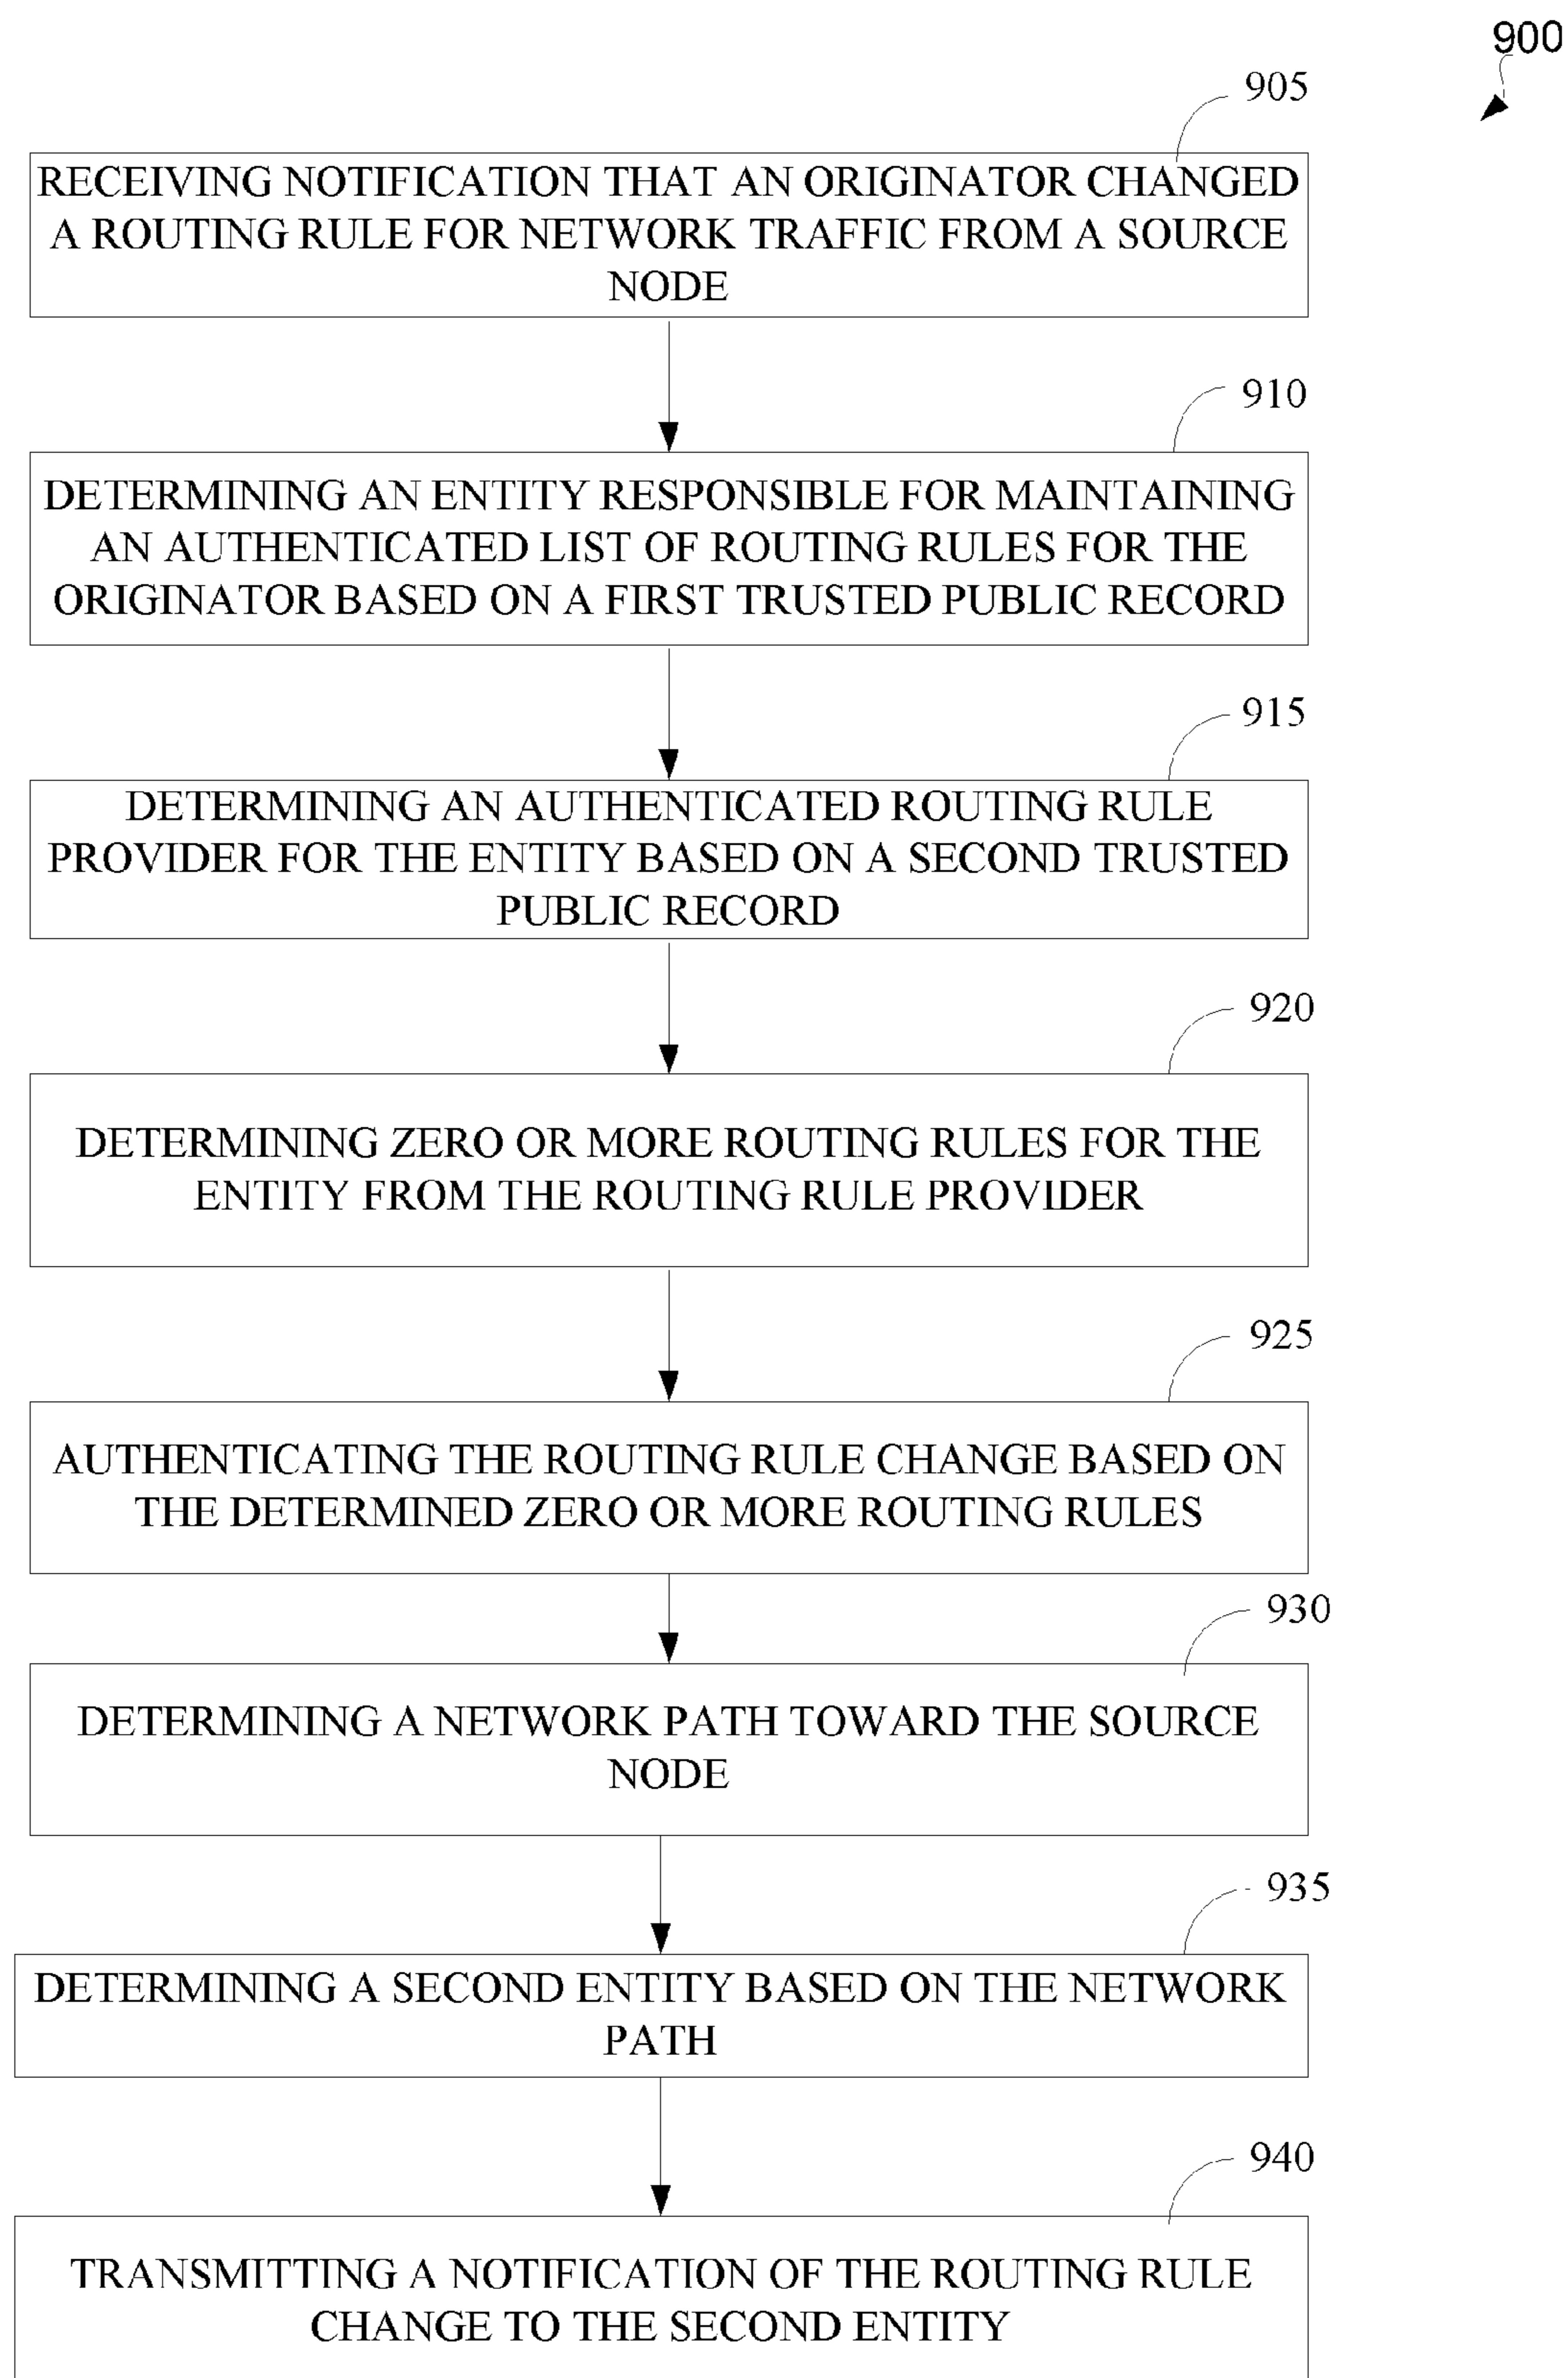 900
905
RECEIVING NOTIFICATION THAT AN ORIGINATOR CHANGED
A ROUTING RULE FOR NETWORK TRAFFIC FROM A SOURCE
NODE
910
DETERMINING AN ENTITY RESPONSIBLE FOR MAINTAINING
AN AUTHENTICATED LIST OF ROUTING RULES FOR THE
ORIGINATOR BASED ON A FIRST TRUSTED PUBLIC RECORD
915
DETERMINING AN AUTHENTICATED ROUTING RULE
PROVIDER FOR THE ENTITY BASED ON A SECOND TRUSTED
PUBLIC RECORD
920
DETERMINING ZERO OR MORE ROUTING RULES FOR THE
ENTITY FROM THE ROUTING RULE PROVIDER
925
AUTHENTICATING THE ROUTING RULE CHANGE BASED ON
THE DETERMINED ZERO OR MORE ROUTING RULES
930
DETERMINING A NETWORK PATH TOWARD THE SOURCE
NODE
935
DETERMINING A SECOND ENTITY BASED ON THE NETWORK
PATH
940
TRANSMITTING A NOTIFICATION OF THE ROUTING RULE
CHANGE TO THE SECOND ENTITY